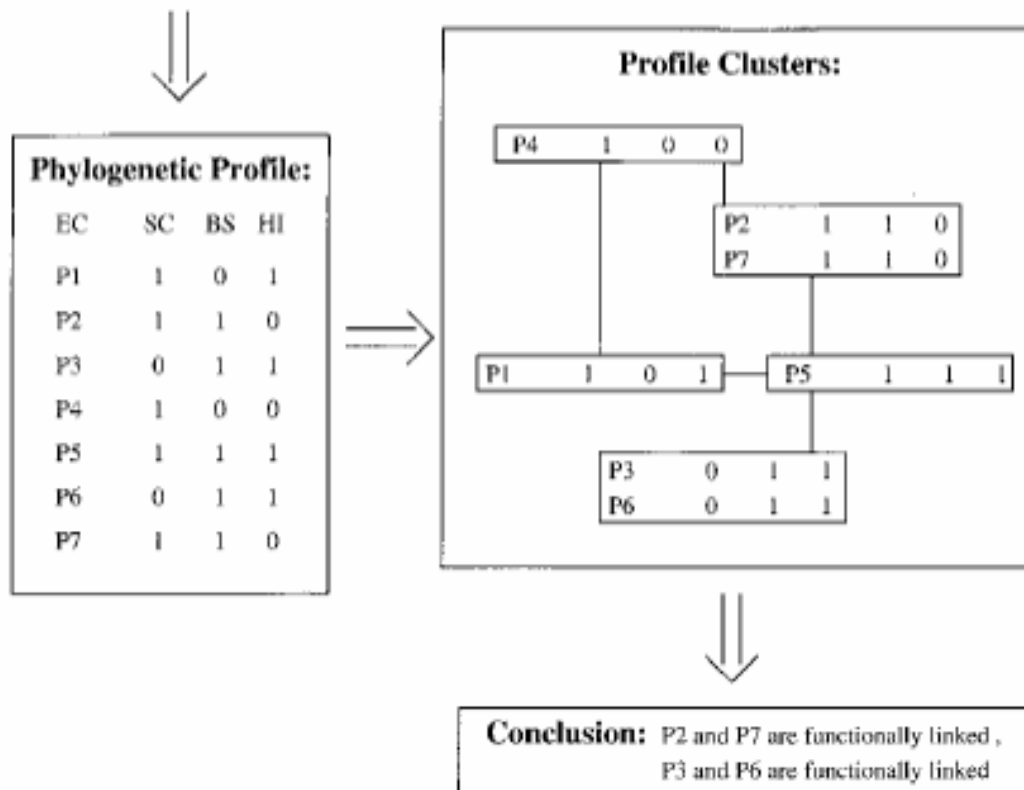 Phylogenetic Profile:
EC SC BS HI
P1 1 0 1
P2 1 1 0
P3 0 1 1
P4 1 0 0
P5 1 1 1
P6 0 1 1
P7 1 1 0
Profile Clusters:
P4 1 0 0
P2 1 1 0
P7 1 1 0
P1 1 0 1
P5 1 1 1
P3 0 1 1
P6 0 1 1
Conclusion: P2 and P7 are functionally linked ,
P3 and P6 are functionally linked